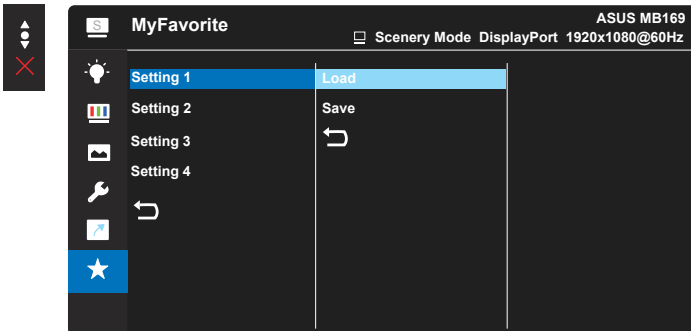 S
MyFavorite
ASUS MB169
Scenery Mode DisplayPort 1920x1080@60Hz
Setting 1
Load
Setting 2
Save
Setting 3
Setting 4